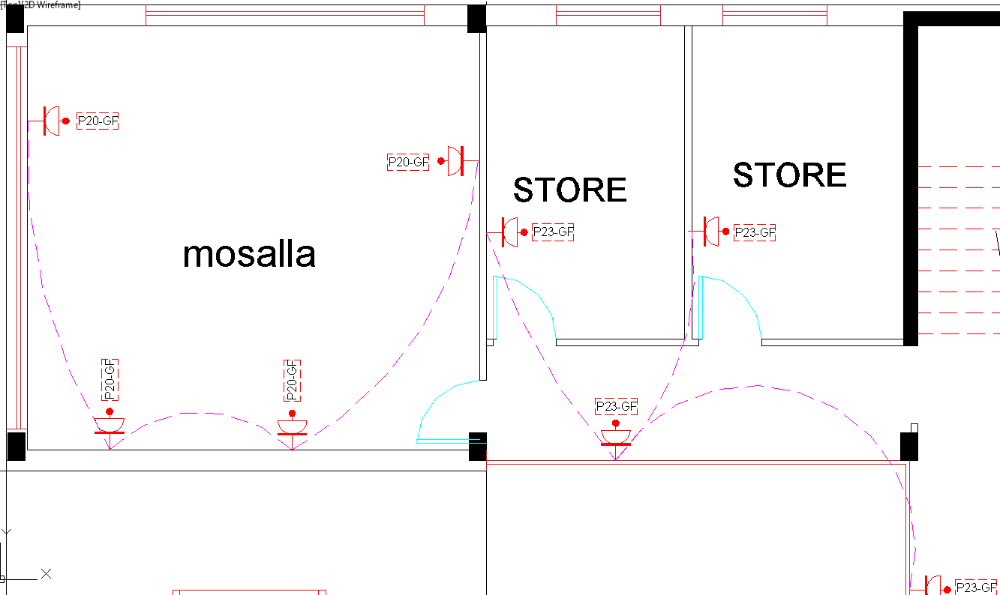 [Top][2D Wireframe]
P20-GF
P20-GF
STORE
STORE
P23-GF
P23-GF
mosalla
P20-GF
P20-GF
P23-GF
X
P23-GF